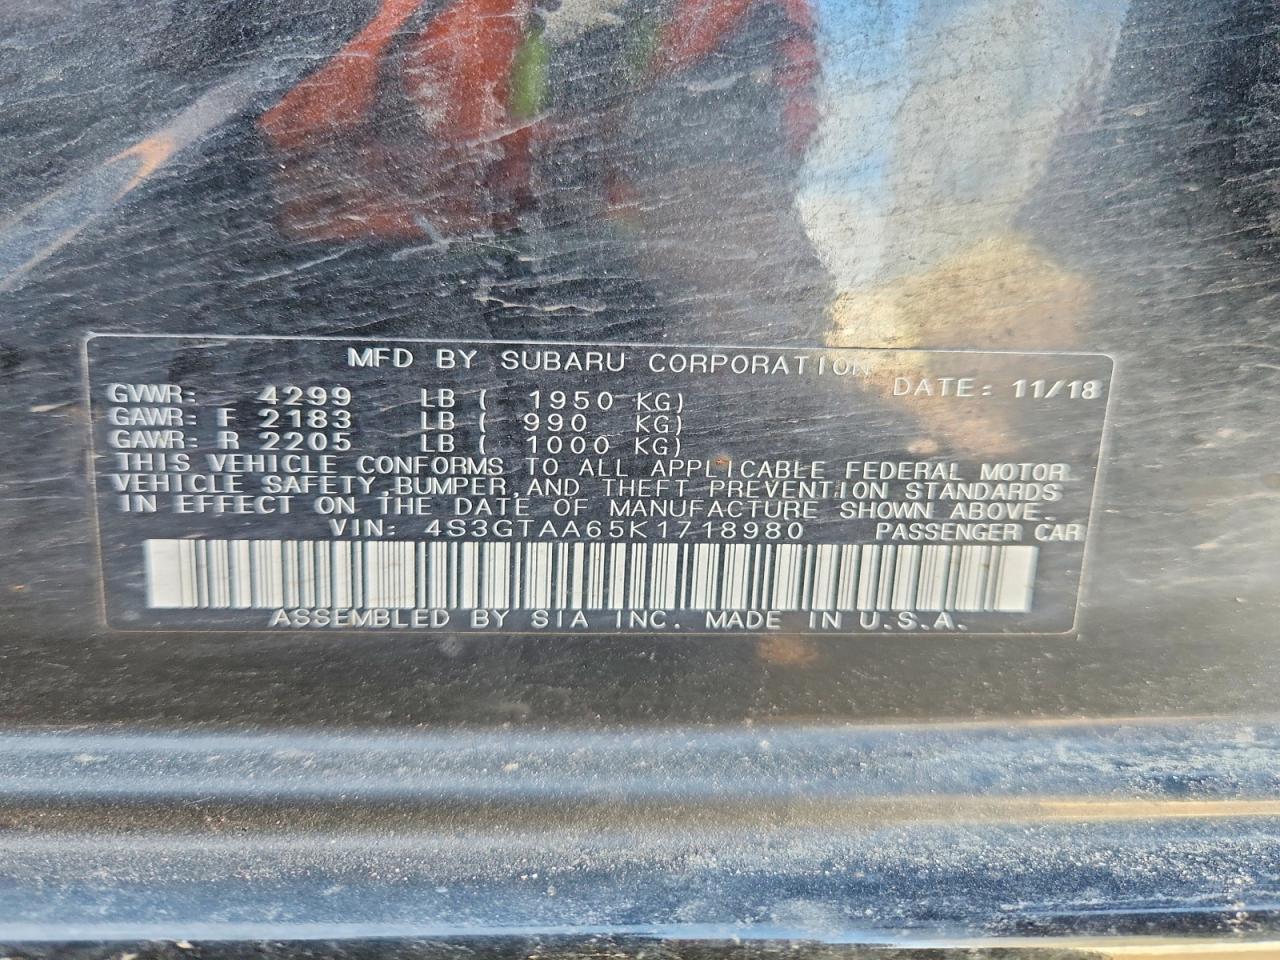 MFD BY SUBARU CORPORATION
DATE: 11/18
GVWR: 4299 LB ( 1950 KG)
GAWR: F 2183 LB ( 990 KG)
GAWR: R 2205 LB ( 1000 KG)
THIS VEHICLE CONFORMS TO ALL APPLICABLE FEDERAL MOTOR
VEHICLE SAFETY,BUMPER,AND THEFT PREVENTION STANDARDS
IN EFFECT ON THE DATE OF MANUFACTURE SHOWN ABOVE.
VIN: 4S3GTAA65K1718980 PASSENGER CAR
ASSEMBLED BY SIA INC. MADE IN U.S.A.